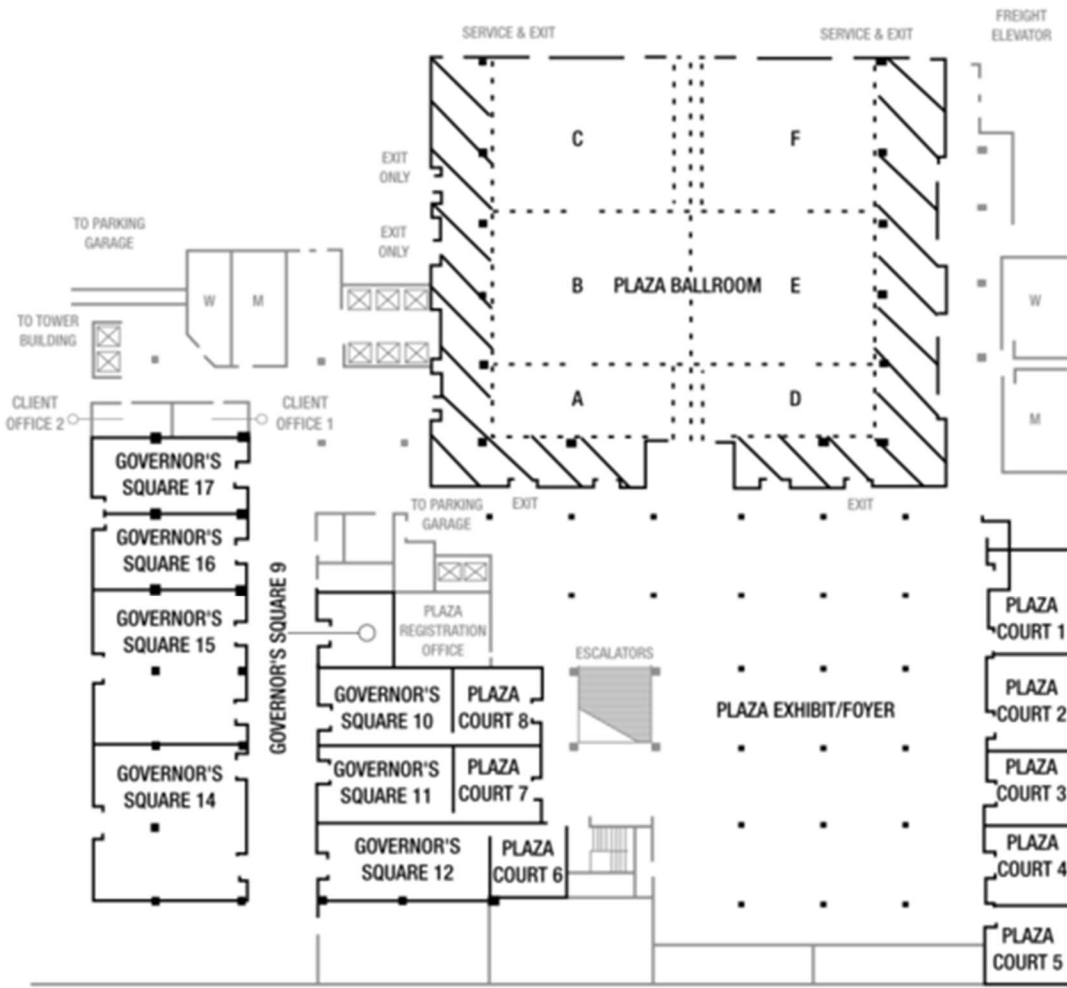 FREIGHT
ELEVATOR
SERVICE & EXIT
SERVICE & EXIT
C
F
EXIT
ONLY
TO PARKING
GARAGE
EXIT
ONLY
W
M
B
PLAZA BALLROOM
E
W
TO TOWER
BUILDING
CLIENT
OFFICE 2
CLIENT
OFFICE 1
A
D
M
GOVERNOR'S
SQUARE 17
TO PARKING
GARAGE
EXIT
EXIT
GOVERNOR'S
SQUARE 16
GOVERNOR'S SQUARE 9
PLAZA
REGISTRATION
OFFICE
PLAZA
COURT 1
GOVERNOR'S
SQUARE 15
ESCALATORS
GOVERNOR'S
SQUARE 10
PLAZA
COURT 8
PLAZA EXHIBIT/FOYER
PLAZA
COURT 2
GOVERNOR'S
SQUARE 14
GOVERNOR'S
SQUARE 11
PLAZA
COURT 7
PLAZA
COURT 3
GOVERNOR'S
SQUARE 12
PLAZA
COURT 6
PLAZA
COURT 4
PLAZA
COURT 5